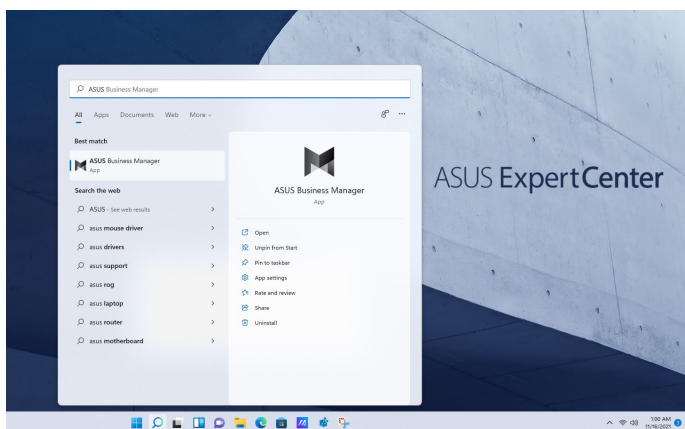 ASUS Business Manager
All Apps Documents Web More
Best match
ASUS Business Manager
App
Search the web
ASUS - See web results
asus mouse driver
asus drivers
asus support
asus rog
asus laptop
asus router
asus motherboard
ASUS Business Manager
App
Open
Unpin from Start
Pin to taskbar
App settings
Rate and review
Share
Uninstall
ASUS ExpertCenter
1:00 AM
11/16/2021